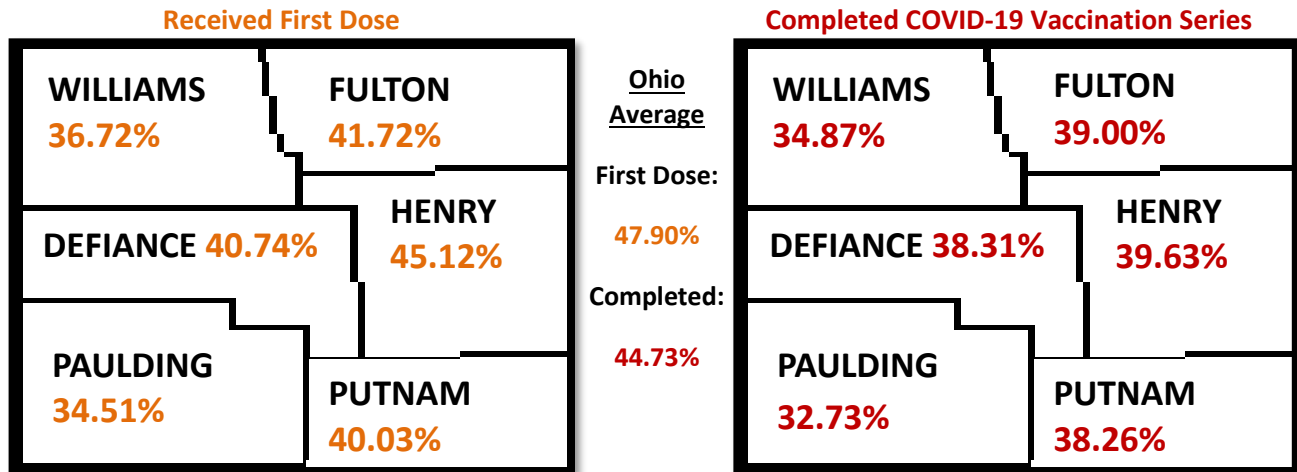 Received First Dose
WILLIAMS
36.72%
FULTON
41.72%
HENRY
45.12%
DEFIANCE 40.74%
PAULDING
34.51%
PUTNAM
40.03%
Ohio
Average
First Dose:
47.90%
Completed:
44.73%
Completed COVID-19 Vaccination Series
WILLIAMS
34.87%
FULTON
39.00%
HENRY
39.63%
DEFIANCE 38.31%
PAULDING
32.73%
PUTNAM
38.26%